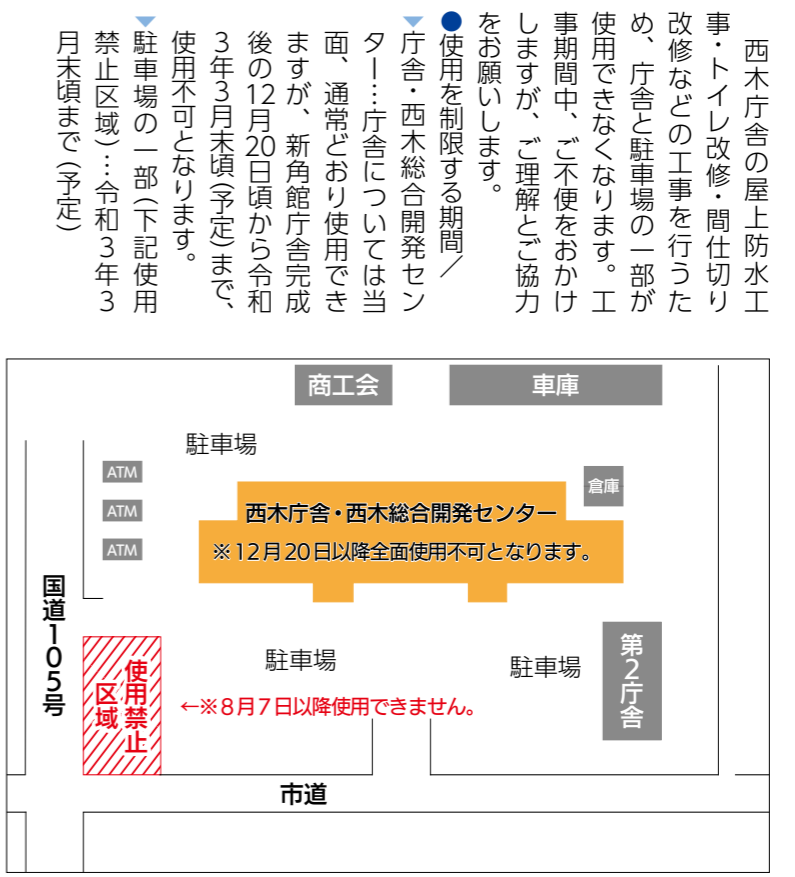 西木庁舎の屋上防水工
事・トイレ改修・間仕切り
改修などの工事を行うた
め、庁舎と駐車場の一部が
使用できなくなります。工
事期間中、ご不便をおかけ
しますが、ご理解とご協力
をお願いします。
●使用を制限する期間／
▼庁舎・西木総合開発セン
ター…庁舎については当
面、通常どおり使用でき
ますが、新角館庁舎完成
後の12月20日頃から令和
３年３月末頃(予定)まで、
使用不可となります。
▼駐車場の一部(下記使用
禁止区域)…令和３年３
月末頃まで(予定)
商工会
車庫
駐車場
ATM
ATM
ATM
倉庫
西木庁舎・西木総合開発センター
※12月20日以降全面使用不可となります。
国道105号
使用禁止
区域
駐車場
←※８月７日以降使用できません。
駐車場
第２庁舎
市道